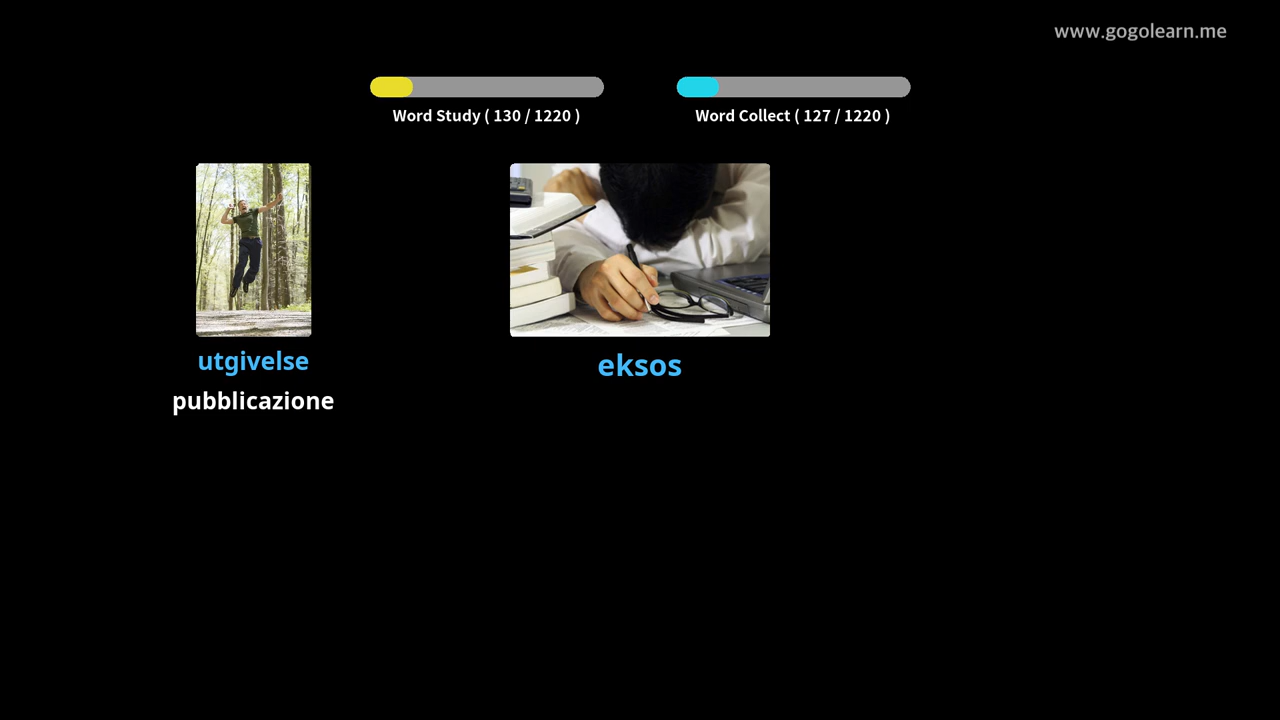 www.gogolearn.me
Word Study ( 130 / 1220 )
Word Collect ( 127 / 1220 )
utgivelse
pubblicazione
eksos